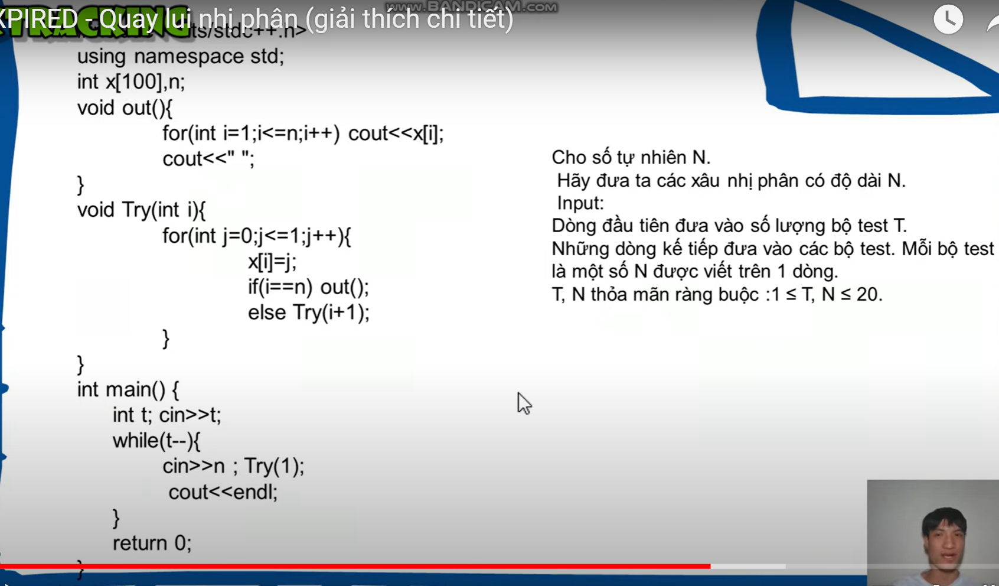 WWW.BANDICAM.COM
XPIRED - Quay lui nhị phân (giải thích chi tiết)
TRACKING
ts/stdc++.h>
using namespace std;
int x[100],n;
void out(){
for(int i=1;i<=n;i++) cout<<x[i];
cout<<" ";
}
void Try(int i){
for(int j=0;j<=1;j++){
x[i]=j;
if(i==n) out();
else Try(i+1);
}
}
int main() {
int t; cin>>t;
while(t--){
cin>>n ; Try(1);
cout<<endl;
}
return 0;
}
Cho số tự nhiên N.
Hãy đưa ta các xâu nhị phân có độ dài N.
Input:
Dòng đầu tiên đưa vào số lượng bộ test T.
Những dòng kế tiếp đưa vào các bộ test. Mỗi bộ test
là một số N được viết trên 1 dòng.
T, N thỏa mãn ràng buộc :1 ≤ T, N ≤ 20.